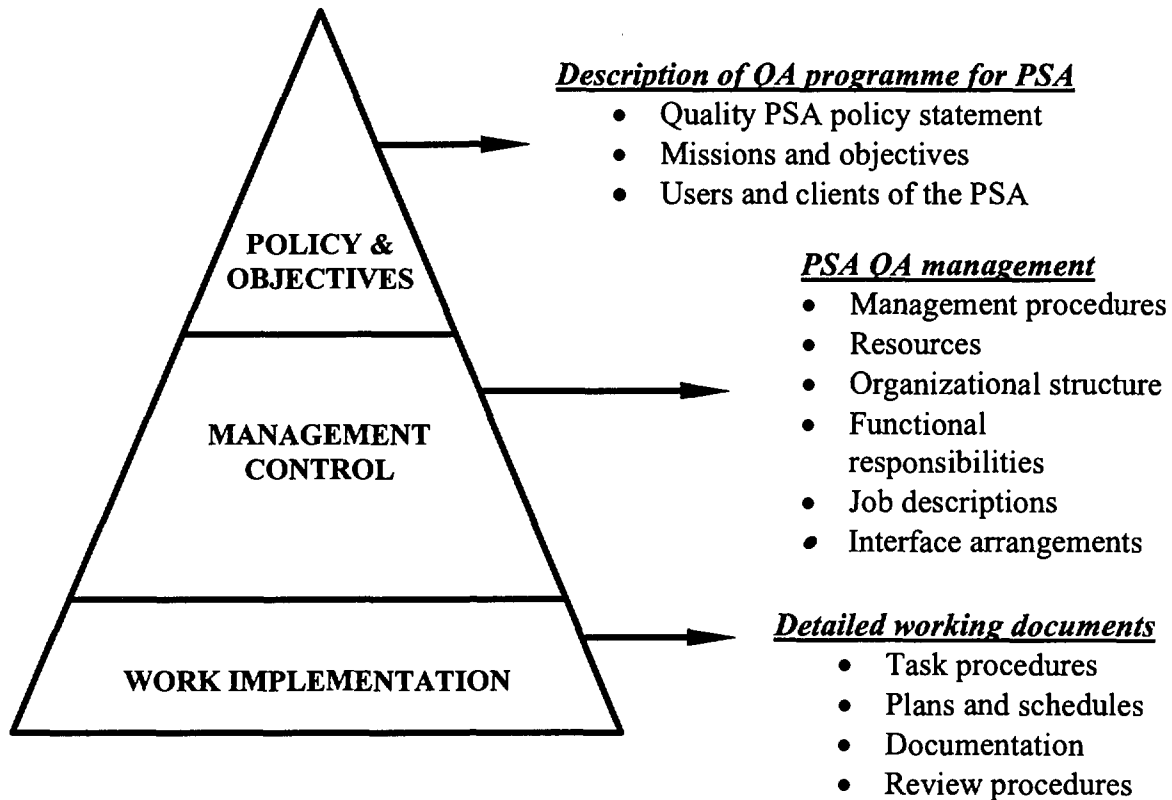 Description of QA programme for PSA
• Quality PSA policy statement
• Missions and objectives
• Users and clients of the PSA
POLICY &
OBJECTIVES
PSA QA management
• Management procedures
• Resources
• Organizational structure
• Functional
responsibilities
• Job descriptions
• Interface arrangements
MANAGEMENT
CONTROL
Detailed working documents
• Task procedures
• Plans and schedules
• Documentation
• Review procedures
WORK IMPLEMENTATION